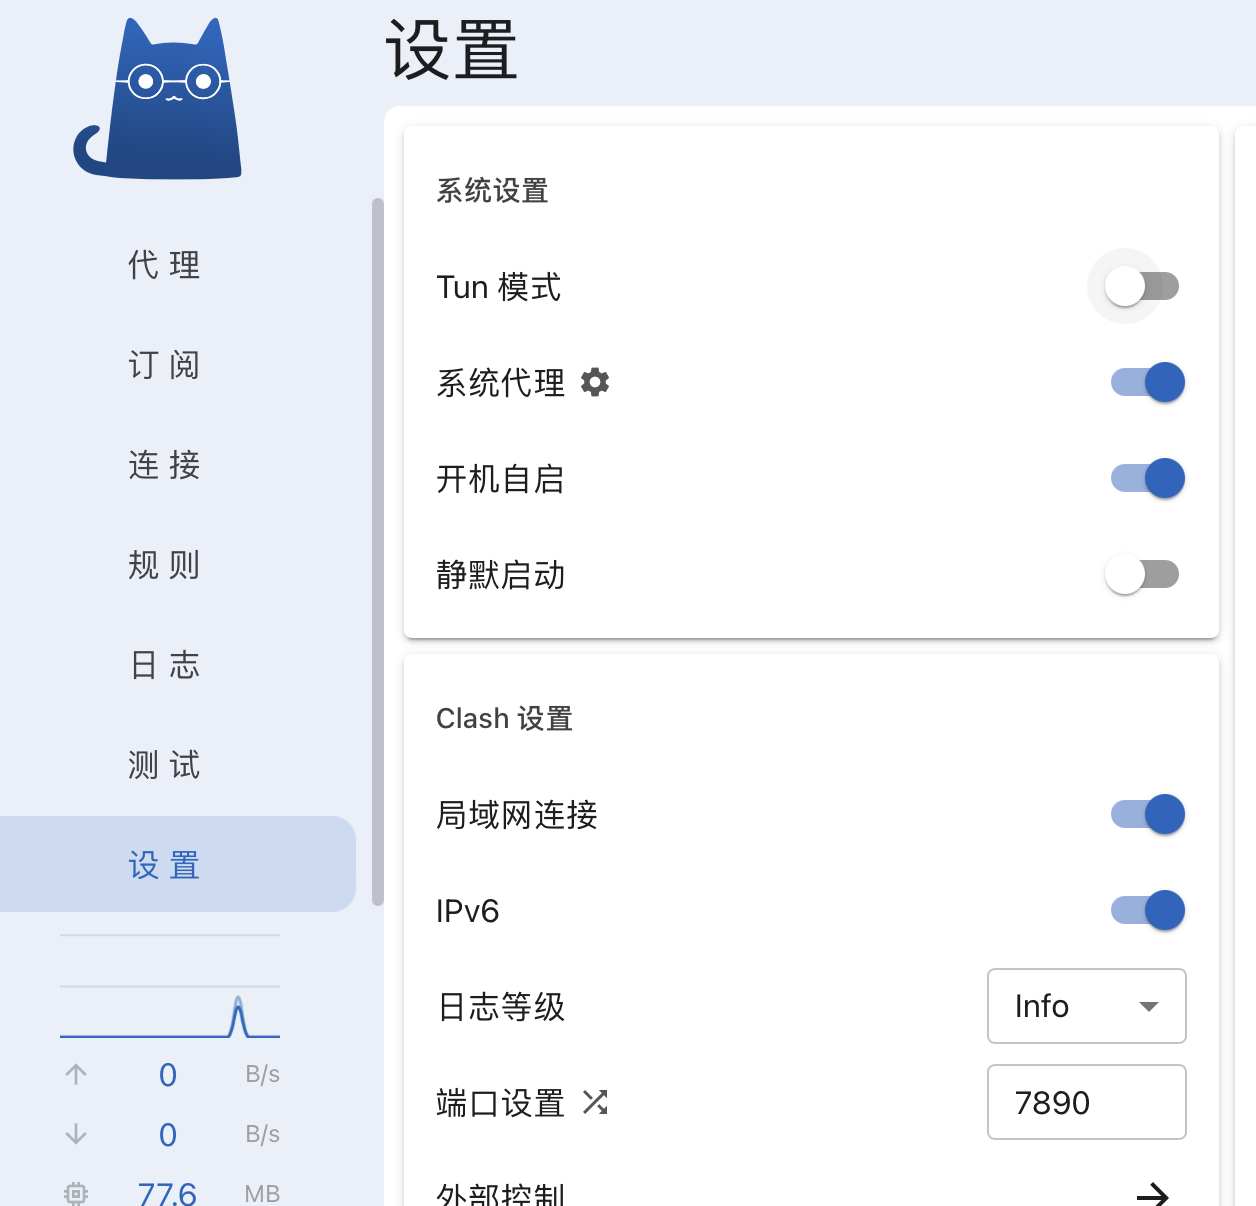 设置
代 理
订 阅
连 接
规 则
日 志
测 试
设 置
0 B/s
0 B/s
77.6 MB
系统设置
Tun 模式
系统代理
开机自启
静默启动
Clash 设置
局域网连接
IPv6
日志等级 Info
端口设置 7890
外部控制